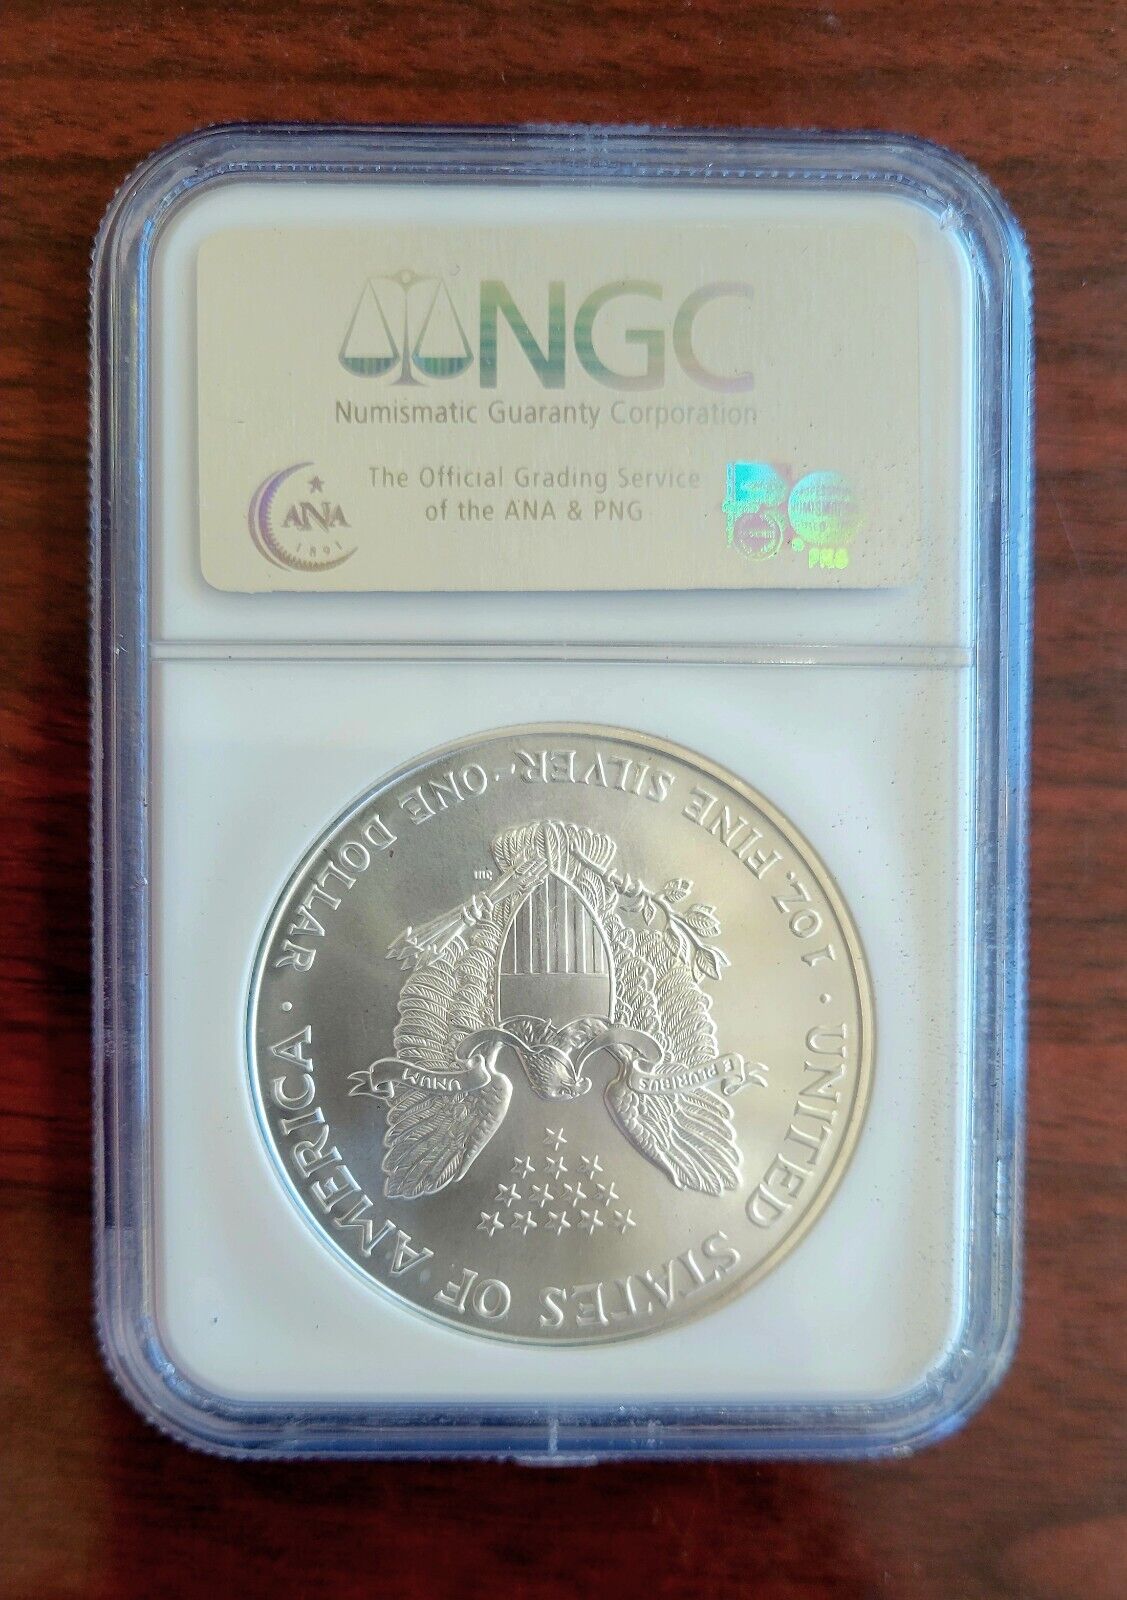 NGC
Numismatic Guaranty Corporation
The Official Grading Service
of the ANA & PNG
ANA
1891
PNG
UNITED STATES OF AMERICA
1 OZ. FINE SILVER · ONE DOLLAR
E PLURIBUS
UNUM